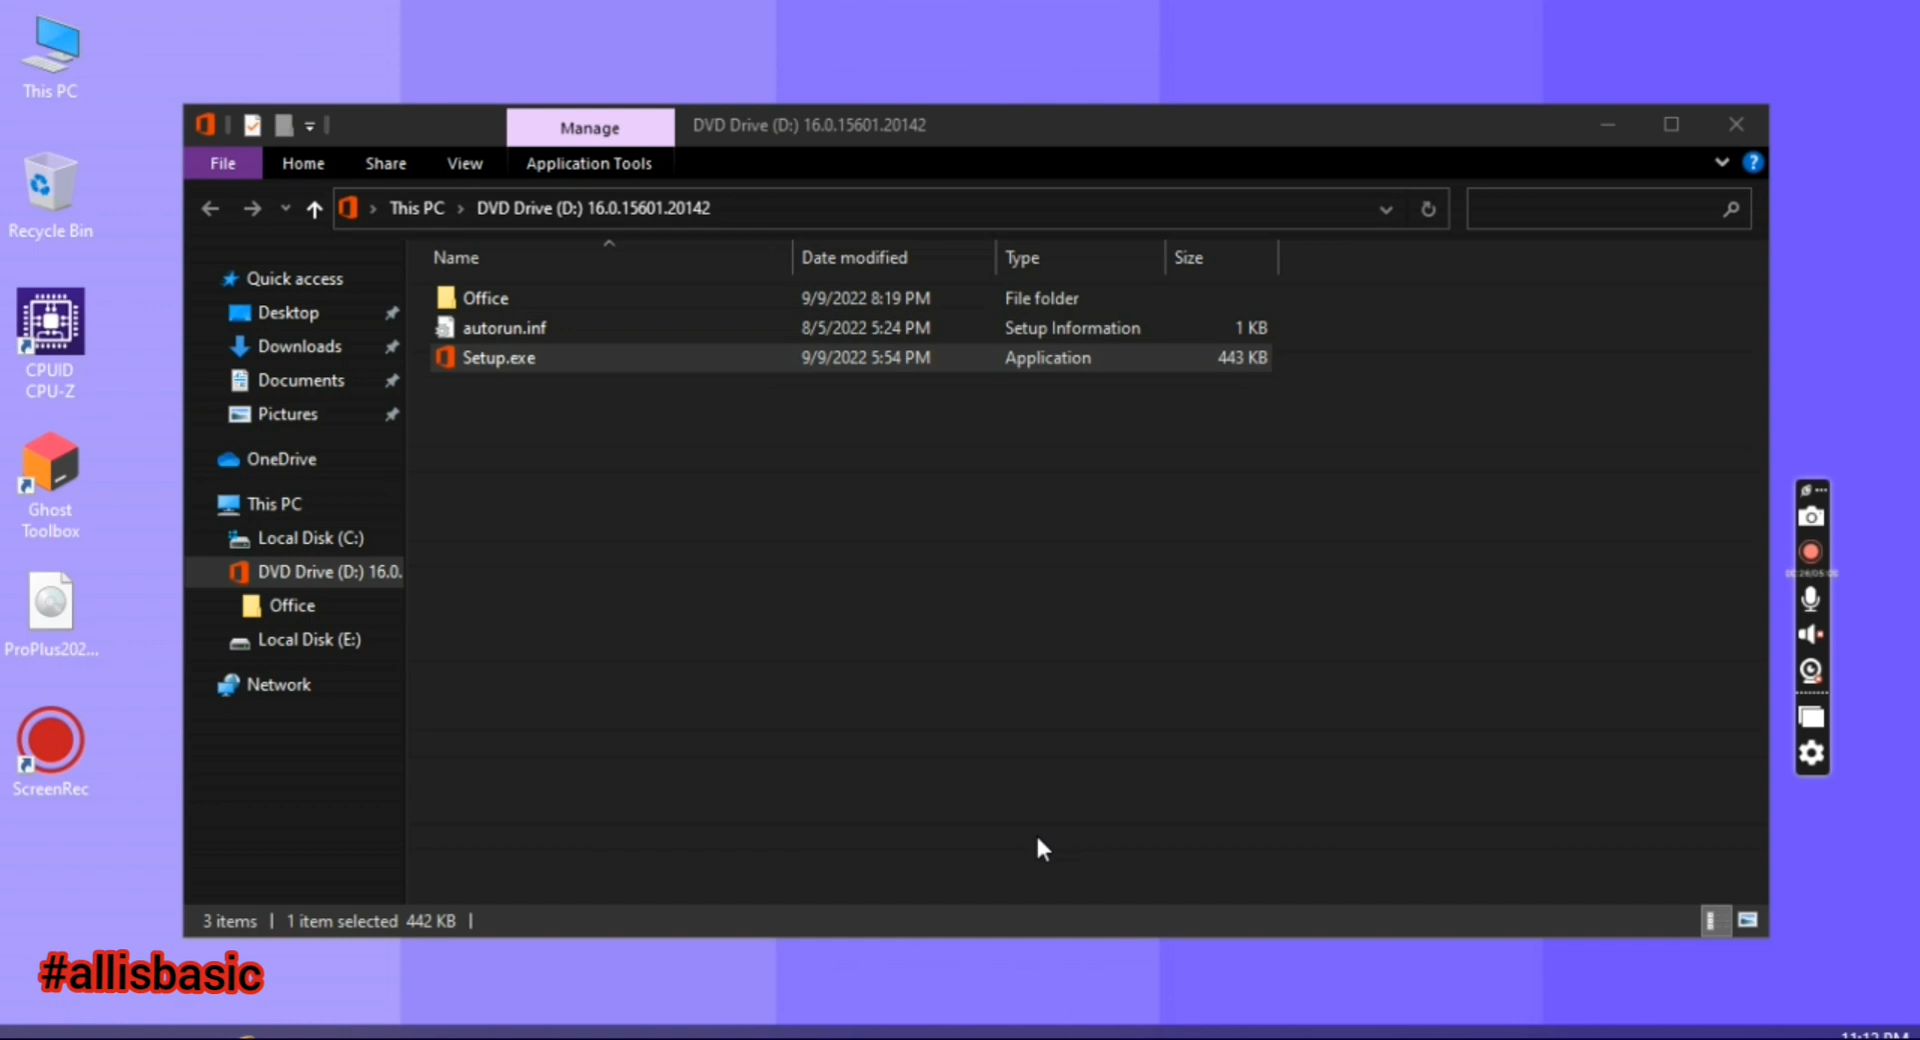 This PC
Recycle Bin
CPUID
CPU-Z
Ghost
Toolbox
ProPlus202...
ScreenRec
Manage
DVD Drive (D:) 16.0.15601.20142
File
Home
Share
View
Application Tools
This PC
DVD Drive (D:) 16.0.15601.20142
Quick access
Desktop
Downloads
Documents
Pictures
OneDrive
This PC
Local Disk (C:)
DVD Drive (D:) 16.0.
Office
Local Disk (E:)
Network
Name Date modified Type Size
Office 9/9/2022 8:19 PM File folder
autorun.inf 8/5/2022 5:24 PM Setup Information 1 KB
Setup.exe 9/9/2022 5:54 PM Application 443 KB
3 items | 1 item selected 442 KB |
#allisbasic